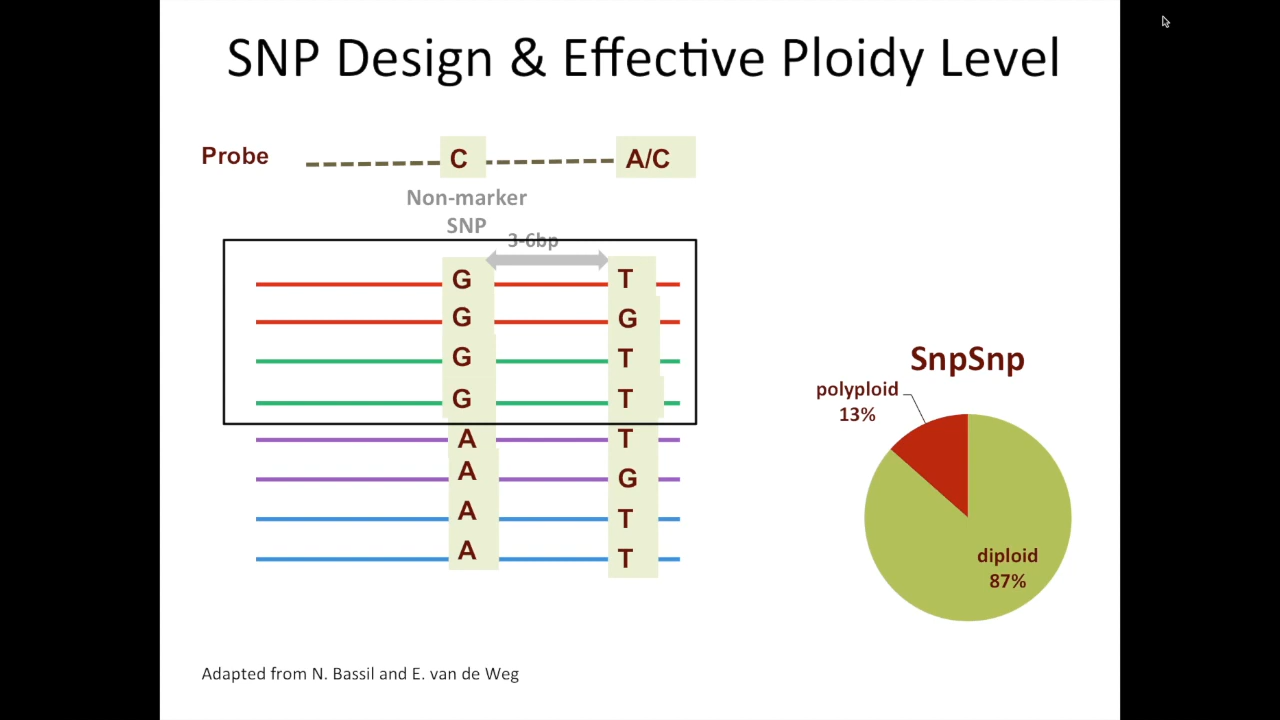 SNP Design & Effective Ploidy Level
Probe C A/C
Non-marker
SNP
3-6bp
G T
G G
G T
G T
A T
A G
A T
A T
SnpSnp
polyploid
13%
diploid
87%
Adapted from N. Bassil and E. van de Weg